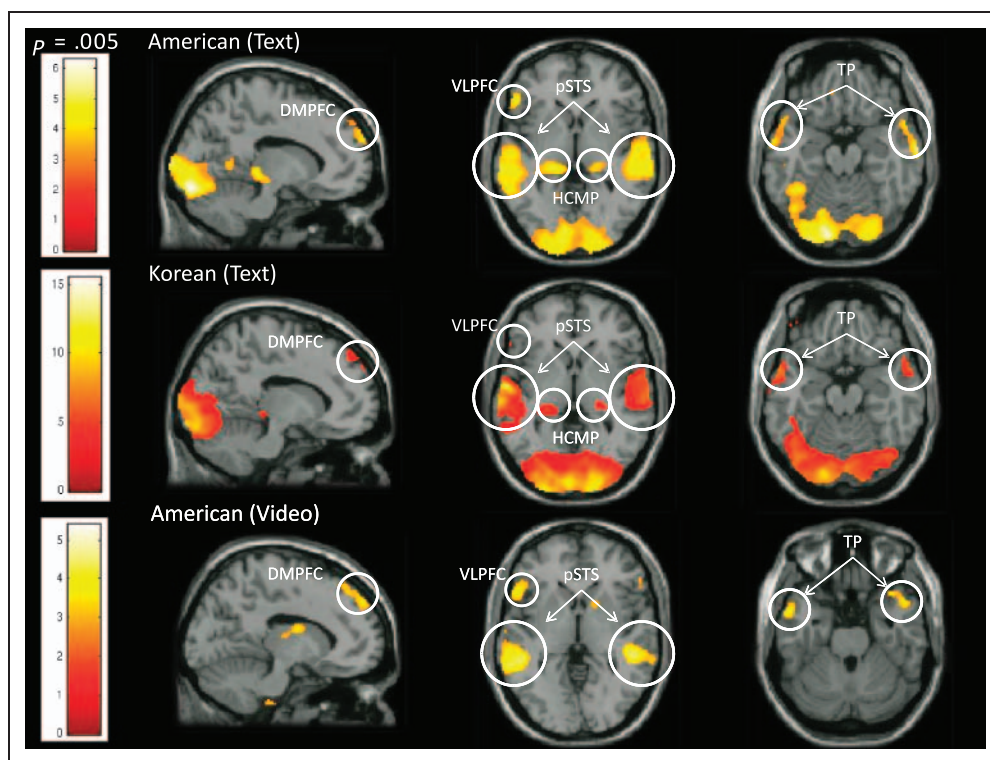 P = .005
American (Text)
6
5
4
3
2
1
0
DMPFC
VLPFC
pSTS
HCMP
TP
Korean (Text)
15
10
5
0
DMPFC
VLPFC
pSTS
HCMP
TP
American (Video)
5
4
3
2
1
0
DMPFC
VLPFC
pSTS
TP